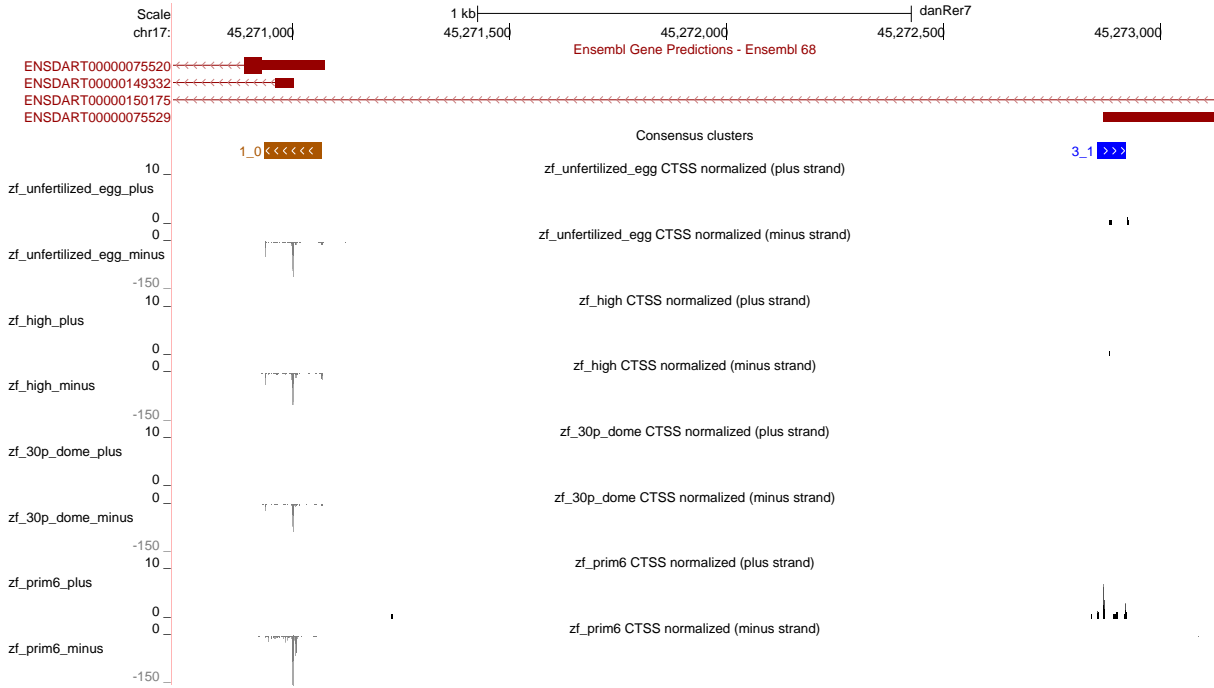 Scale 1 kb danRer7
chr17: 45,271,000 45,271,500 45,272,000 45,272,500 45,273,000
Ensembl Gene Predictions - Ensembl 68
ENSDART00000075520
ENSDART00000149332
ENSDART00000150175
ENSDART00000075529
Consensus clusters
1_0 3_1
zf_unfertilized_egg CTSS normalized (plus strand)
10
zf_unfertilized_egg_plus
0
zf_unfertilized_egg CTSS normalized (minus strand)
0
zf_unfertilized_egg_minus
-150
zf_high CTSS normalized (plus strand)
10
zf_high_plus
0
zf_high CTSS normalized (minus strand)
0
zf_high_minus
-150
zf_30p_dome CTSS normalized (plus strand)
10
zf_30p_dome_plus
0
zf_30p_dome CTSS normalized (minus strand)
0
zf_30p_dome_minus
-150
zf_prim6 CTSS normalized (plus strand)
10
zf_prim6_plus
0
zf_prim6 CTSS normalized (minus strand)
0
zf_prim6_minus
-150